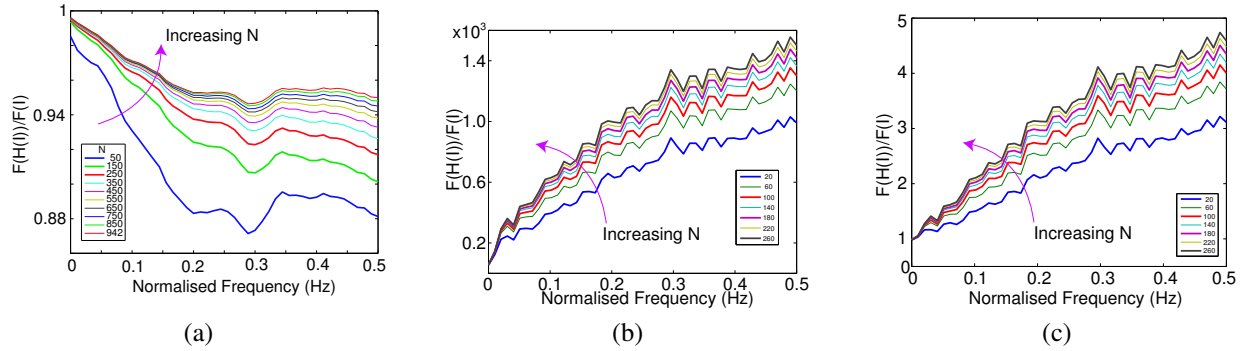 1
0.94
0.88
F(H(I))/F(I)
Increasing N
N
50
150
250
350
450
550
650
750
850
942
0 0.1 0.2 0.3 0.4 0.5
Normalised Frequency (Hz)
(a)
x10³
1.4
1.0
0.6
0.2
F(H(I))/F(I)
Increasing N
20
60
100
140
180
220
260
0 0.1 0.2 0.3 0.4 0.5
Normalised Frequency (Hz)
(b)
5
4
3
2
1
0
F(H(I))/F(I)
Increasing N
20
60
100
140
180
220
260
0 0.1 0.2 0.3 0.4 0.5
Normalised Frequency (Hz)
(c)